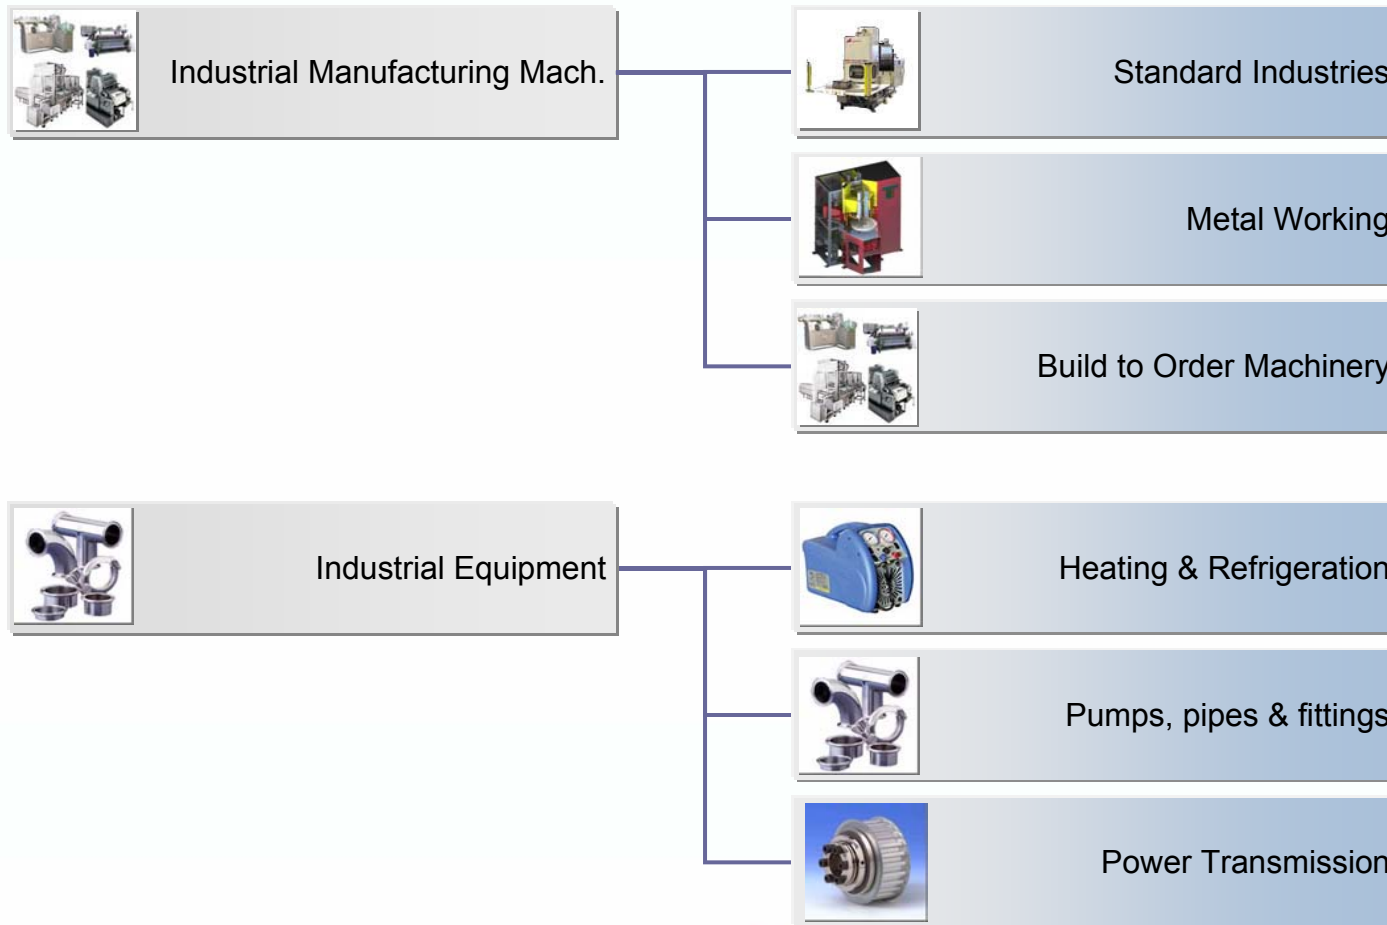 Industrial Manufacturing Mach.
Standard Industries
Metal Working
Build to Order Machinery
Industrial Equipment
Heating & Refrigeration
Pumps, pipes & fittings
Power Transmission